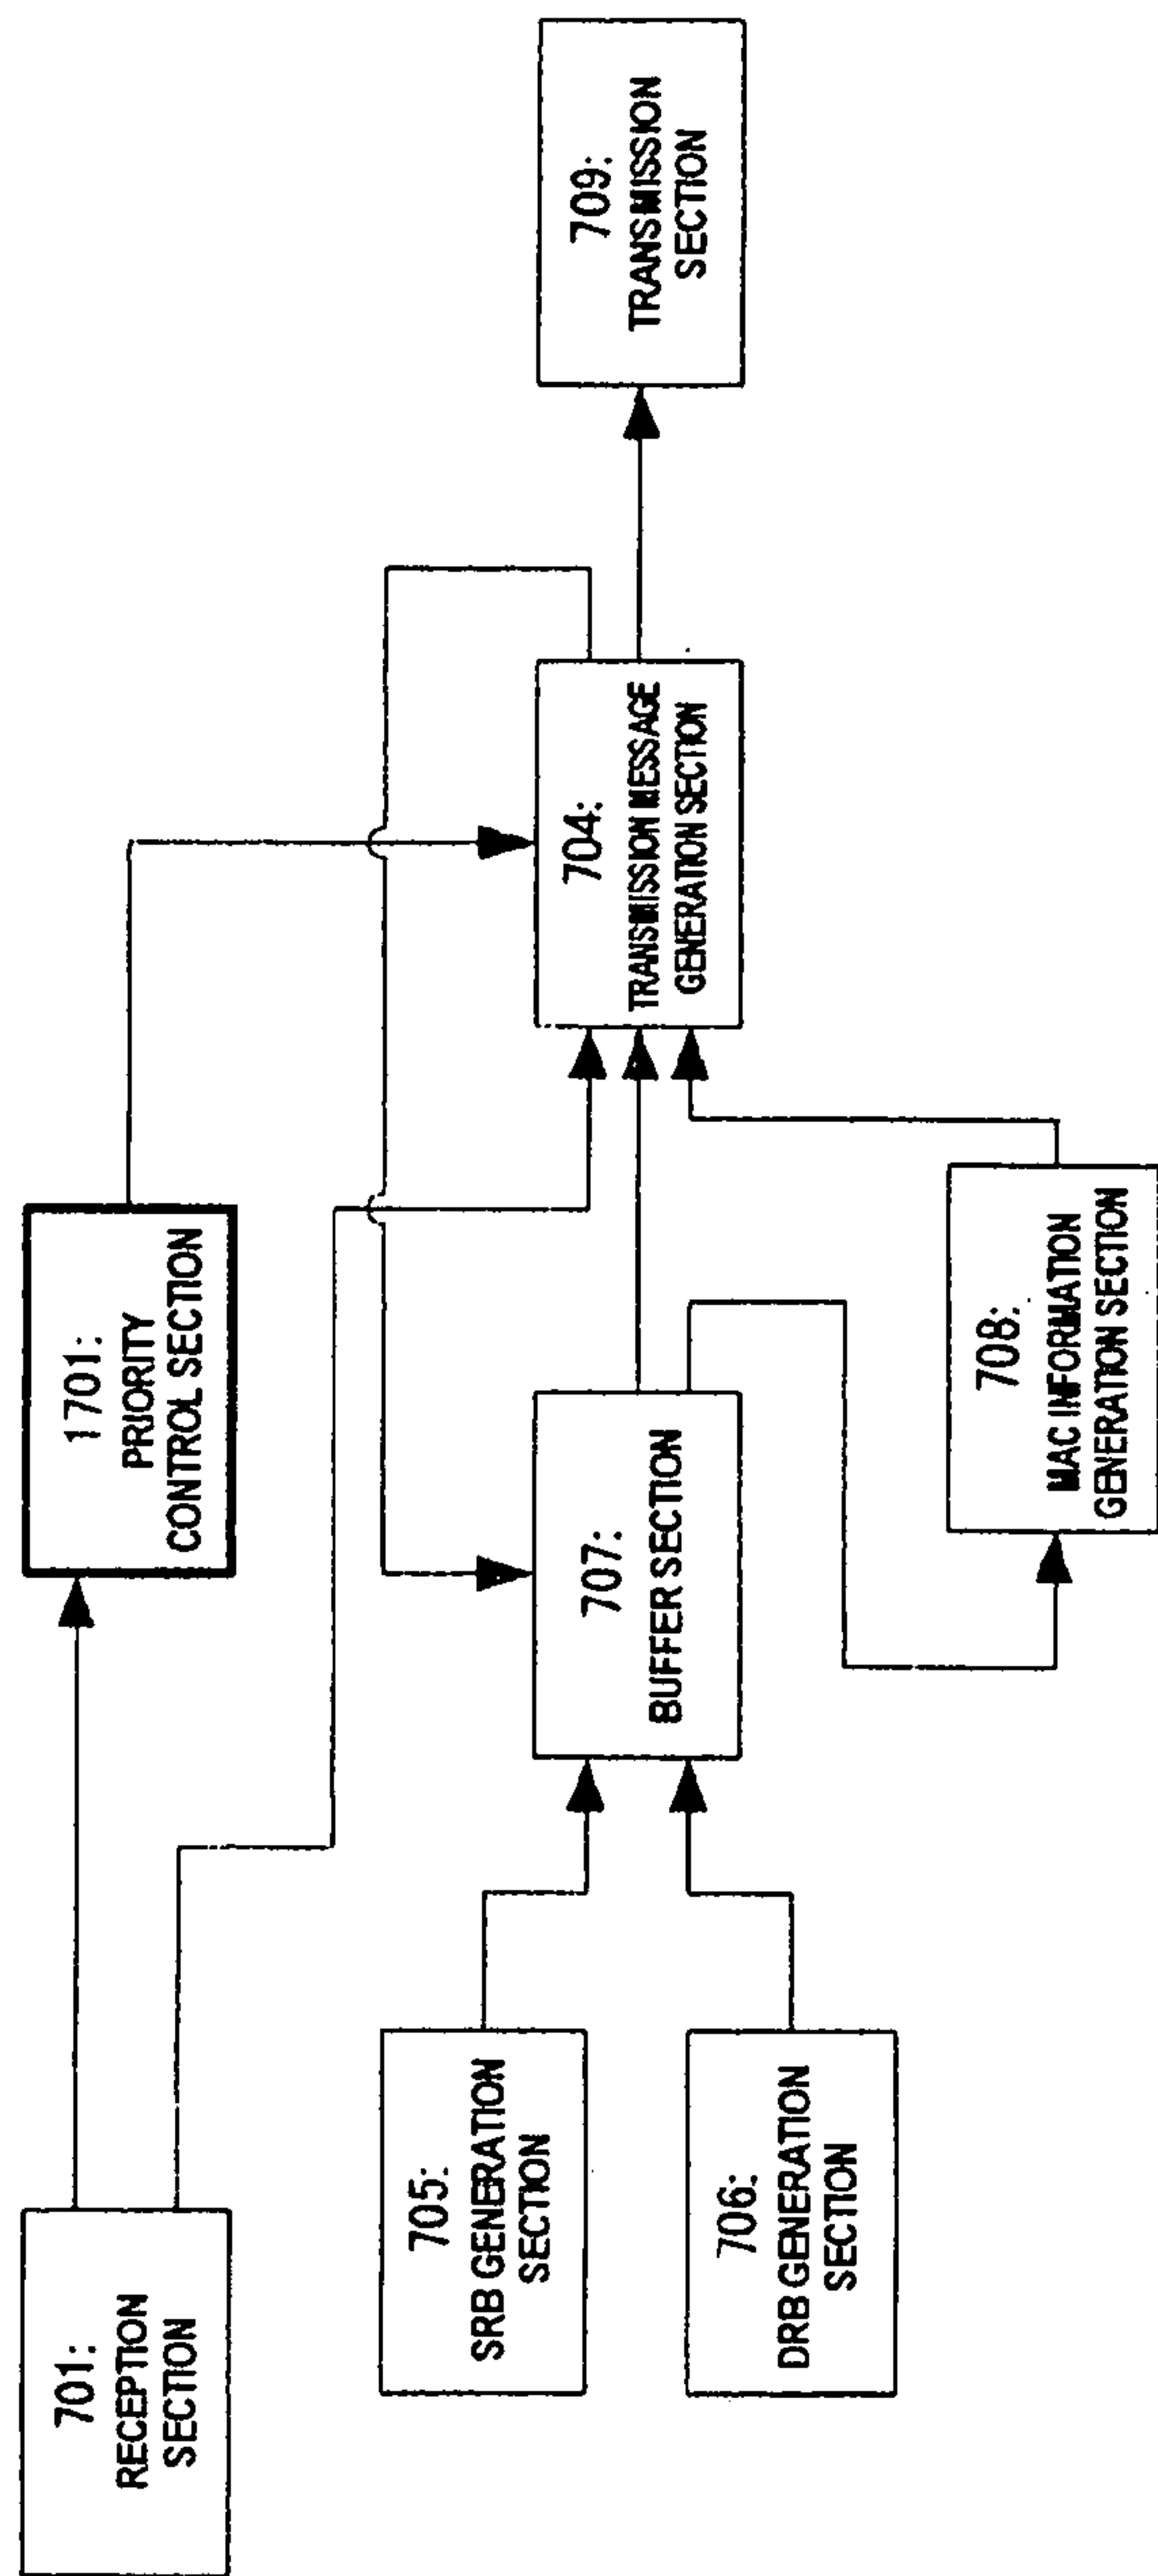 701:
RECEPTION
SECTION
1701:
PRIORITY
CONTROL SECTION
705:
SRB GENERATION
SECTION
706:
DRB GENERATION
SECTION
707:
BUFFER SECTION
708:
MAC INFORMATION
GENERATION SECTION
704:
TRANSMISSION MESSAGE
GENERATION SECTION
709:
TRANSMISSION
SECTION